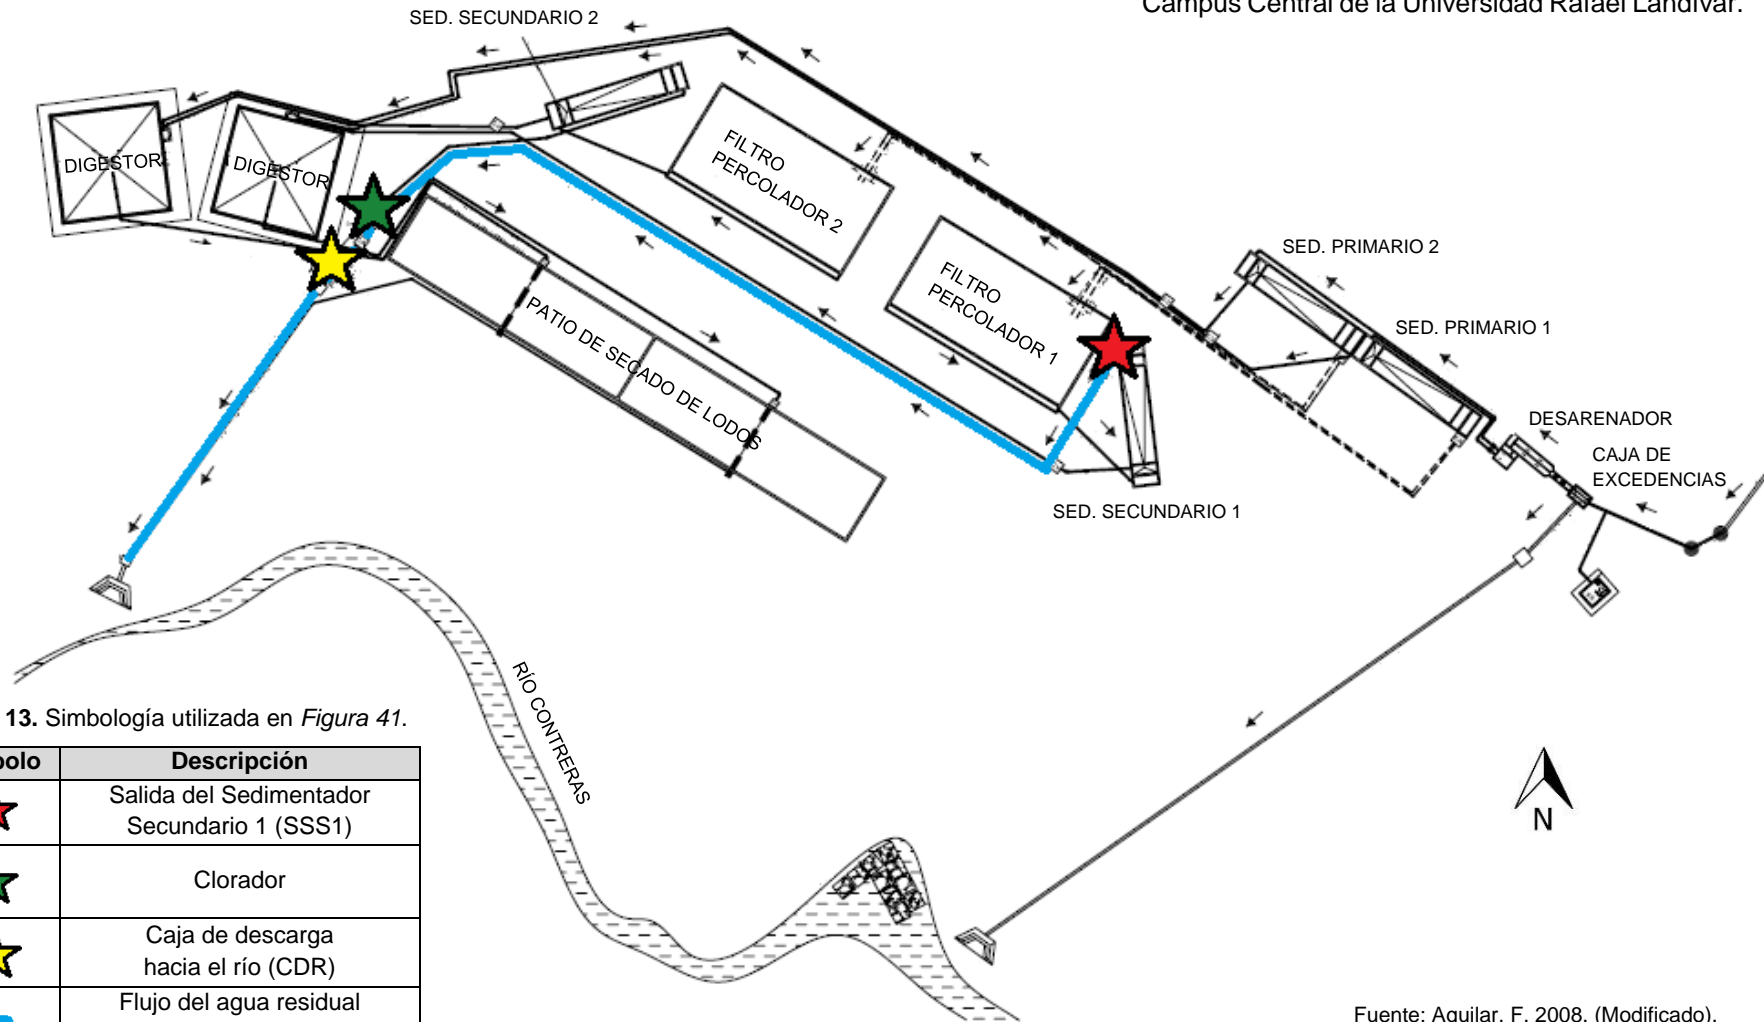 Campus Central de la Universidad Rafael Landívar.
SED. SECUNDARIO 2
DIGESTOR
DIGESTOR
FILTRO
PERCOLADOR 2
FILTRO
PERCOLADOR 1
SED. PRIMARIO 2
SED. PRIMARIO 1
PATIO DE SECADO DE LODOS
DESARENADOR
CAJA DE
EXCEDENCIAS
SED. SECUNDARIO 1
RÍO CONTRERAS
N
13. Simbología utilizada en Figura 41.
Descripción
Salida del Sedimentador
Secundario 1 (SSS1)
Clorador
Caja de descarga
hacia el río (CDR)
Flujo del agua residual
Fuente: Aguilar, F. 2008. (Modificado).